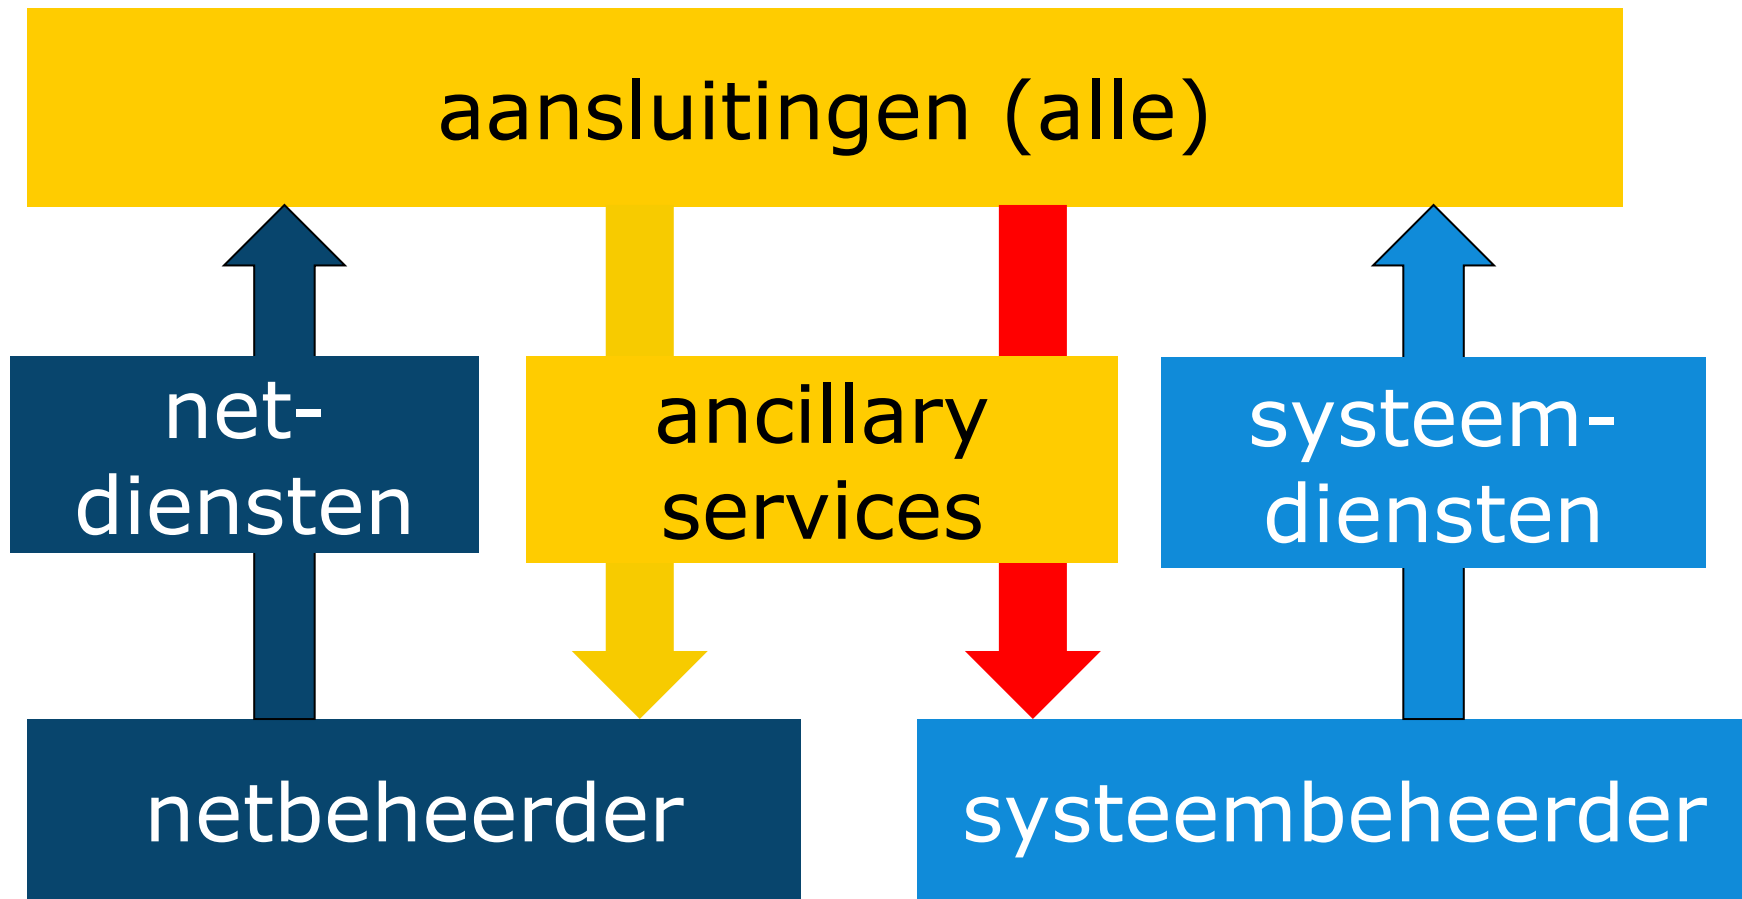 aansluitingen (alle)
net-
diensten
ancillary
services
systeem-
diensten
netbeheerder
systeembeheerder